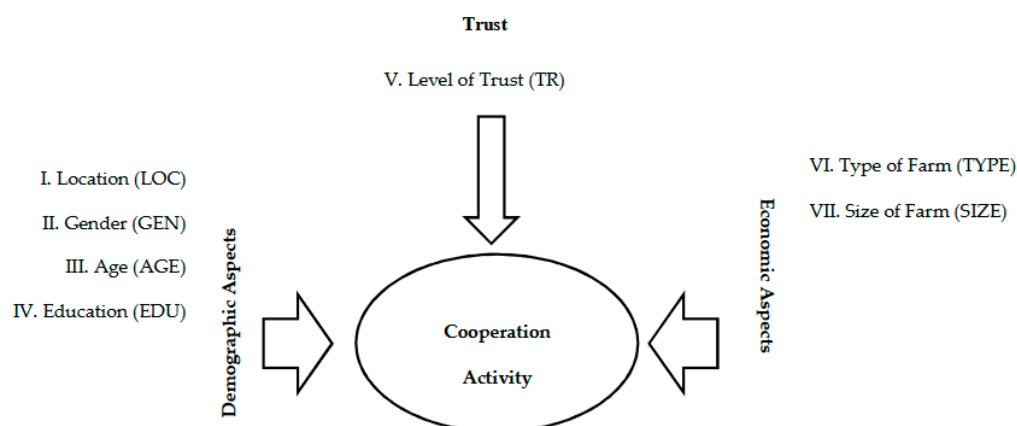 Trust
V. Level of Trust (TR)
I. Location (LOC)
II. Gender (GEN)
III. Age (AGE)
IV. Education (EDU)
Demographic Aspects
Cooperation
Activity
Economic Aspects
VI. Type of Farm (TYPE)
VII. Size of Farm (SIZE)